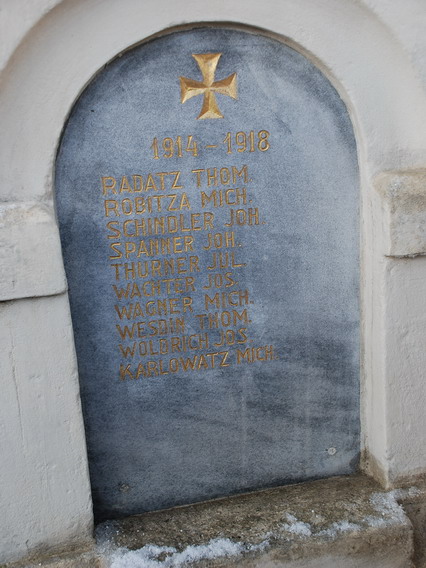 1914 – 1918
RADATZ THOM.
ROBITZA MICH.
SCHINDLER JOH.
SPANNER JOH.
THURNER JUL.
WACHTER JOS.
WAGNER MICH.
WESDIN THOM.
WOLDRICH JOS.
KARLOWATZ MICH.